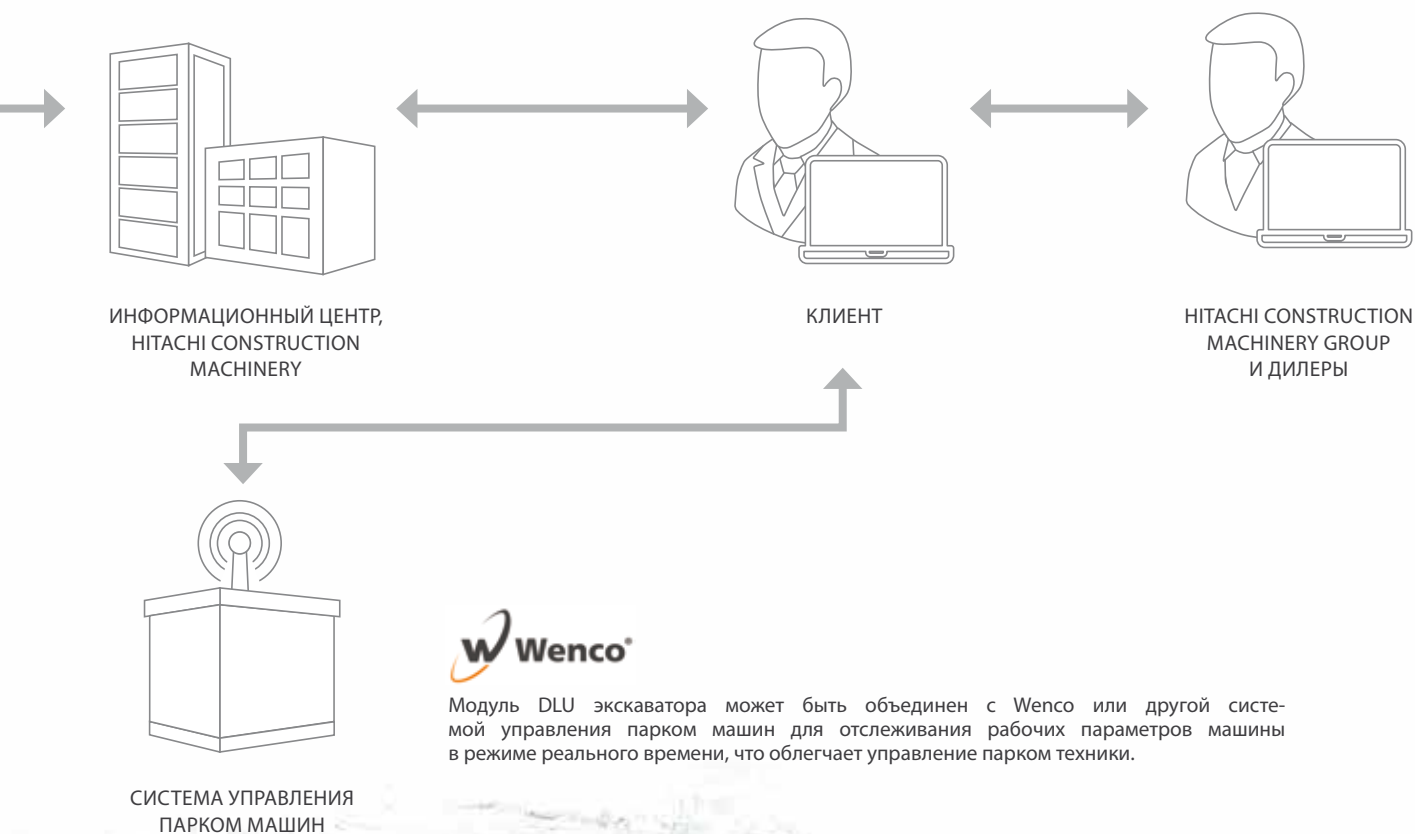 ИНФОРМАЦИОННЫЙ ЦЕНТР,
HITACHI CONSTRUCTION
MACHINERY
КЛИЕНТ
HITACHI CONSTRUCTION
MACHINERY GROUP
И ДИЛЕРЫ
W Wenco®
Модуль DLU экскаватора может быть объединен с Wenco или другой систе-
мой управления парком машин для отслеживания рабочих параметров машины
в режиме реального времени, что облегчает управление парком техники.
СИСТЕМА УПРАВЛЕНИЯ
ПАРКОМ МАШИН